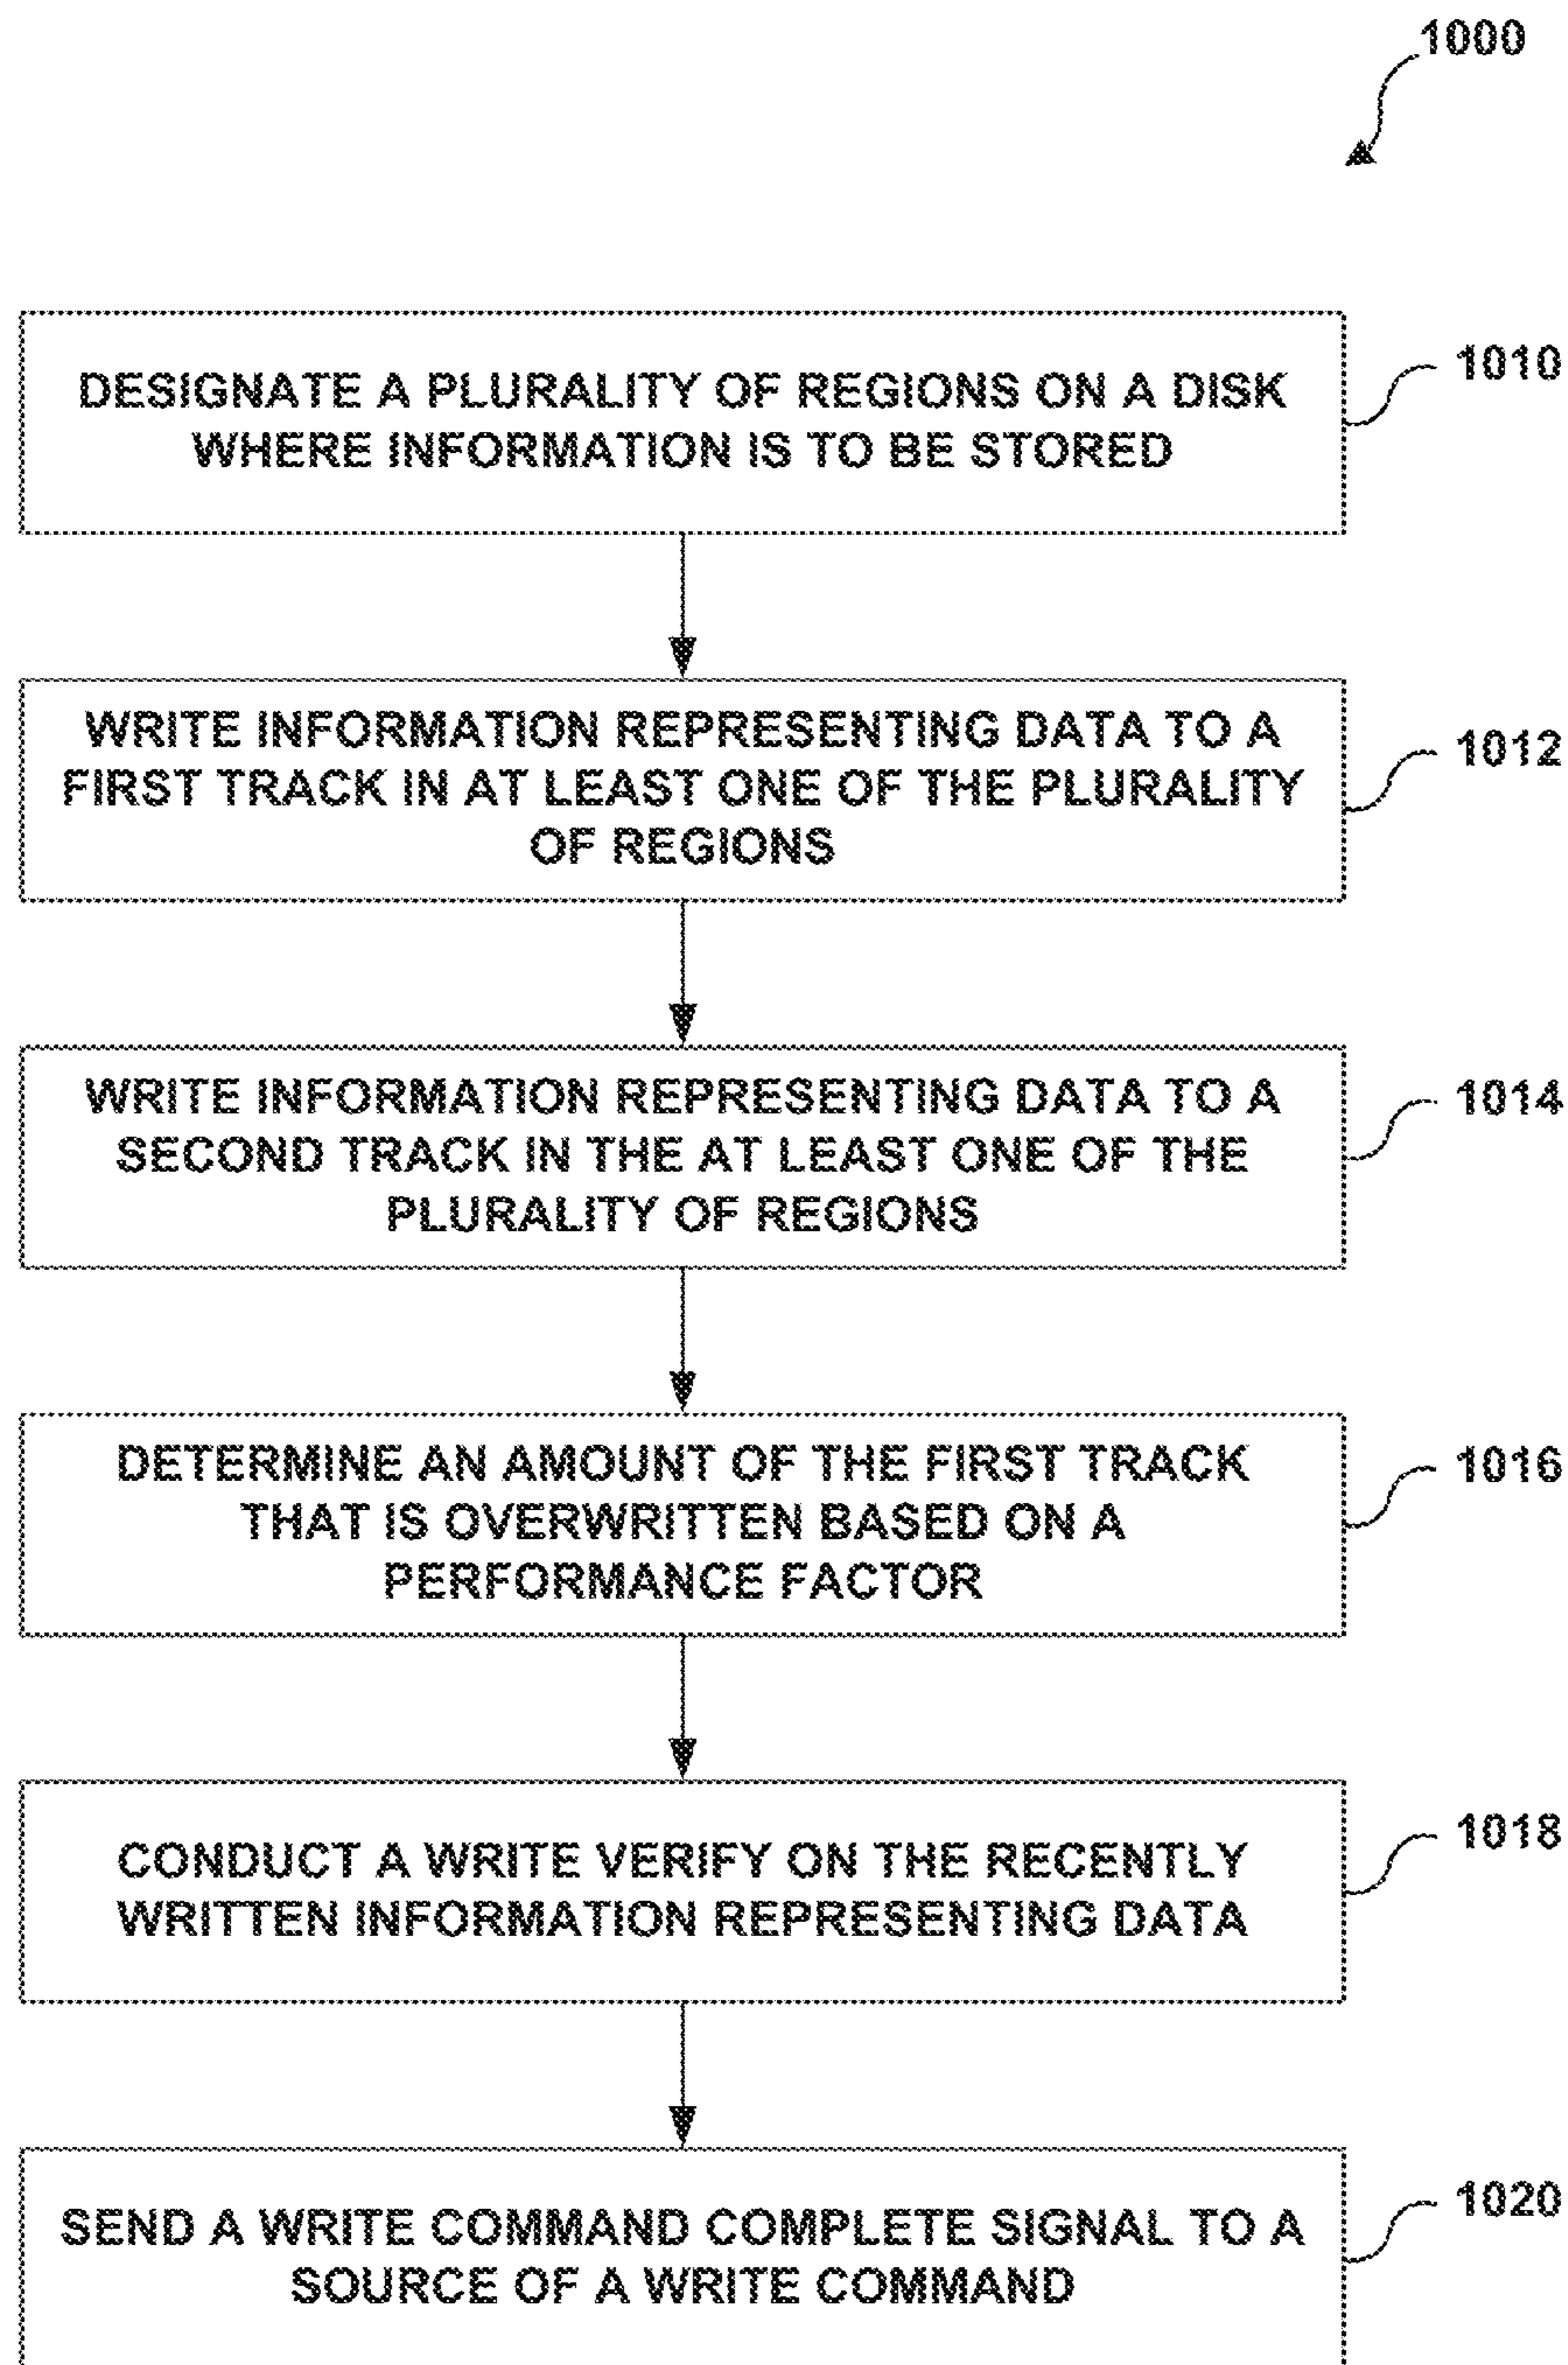 1000
DESIGNATE A PLURALITY OF REGIONS ON A DISK
WHERE INFORMATION IS TO BE STORED
1010
WRITE INFORMATION REPRESENTING DATA TO A
FIRST TRACK IN AT LEAST ONE OF THE PLURALITY
OF REGIONS
1012
WRITE INFORMATION REPRESENTING DATA TO A
SECOND TRACK IN THE AT LEAST ONE OF THE
PLURALITY OF REGIONS
1014
DETERMINE AN AMOUNT OF THE FIRST TRACK
THAT IS OVERWRITTEN BASED ON A
PERFORMANCE FACTOR
1016
CONDUCT A WRITE VERIFY ON THE RECENTLY
WRITTEN INFORMATION REPRESENTING DATA
1018
SEND A WRITE COMMAND COMPLETE SIGNAL TO A
SOURCE OF A WRITE COMMAND
1020